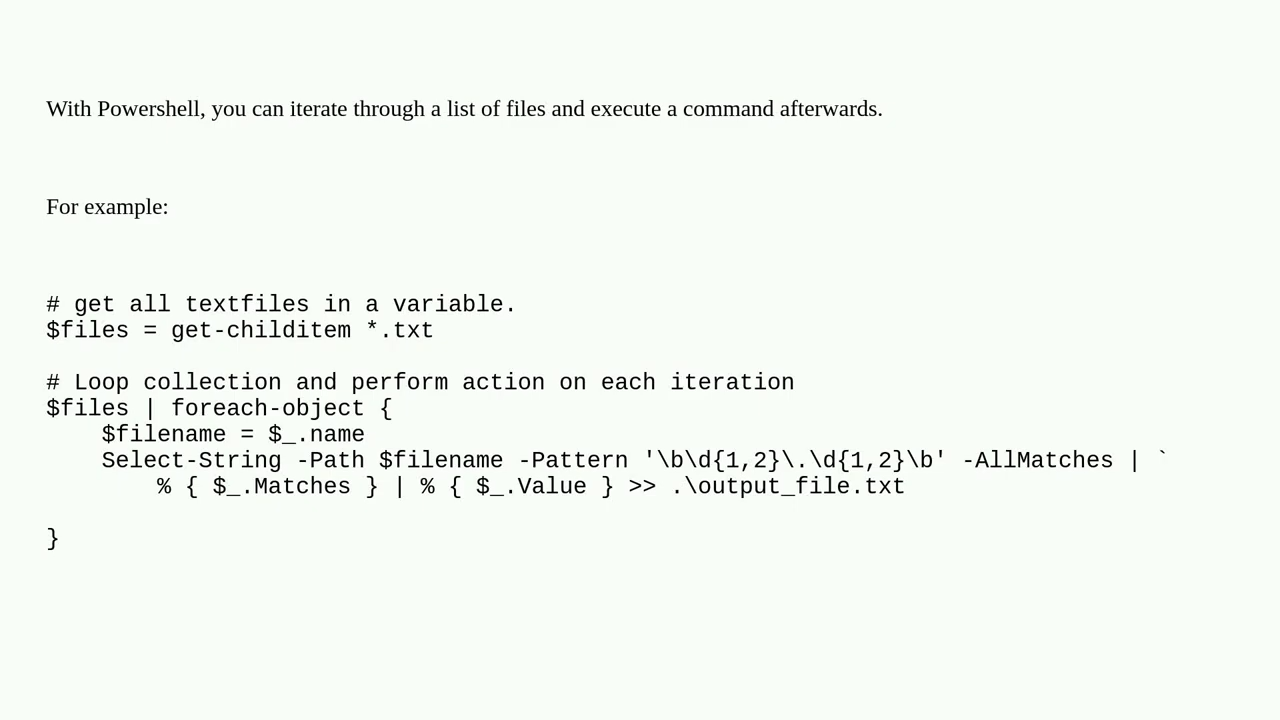 With Powershell, you can iterate through a list of files and execute a command afterwards.
For example:
# get all textfiles in a variable.
$files = get-childitem *.txt
# Loop collection and perform action on each iteration
$files | foreach-object {
    $filename = $_.name
    Select-String -Path $filename -Pattern '\b\d{1,2}\.\d{1,2}\b' -AllMatches | `
        % { $_.Matches } | % { $_.Value } >> .\output_file.txt
}